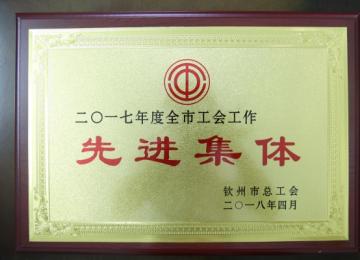 二〇一七年度全市工会工作
先进集体
钦州市总工会
二〇一八年四月